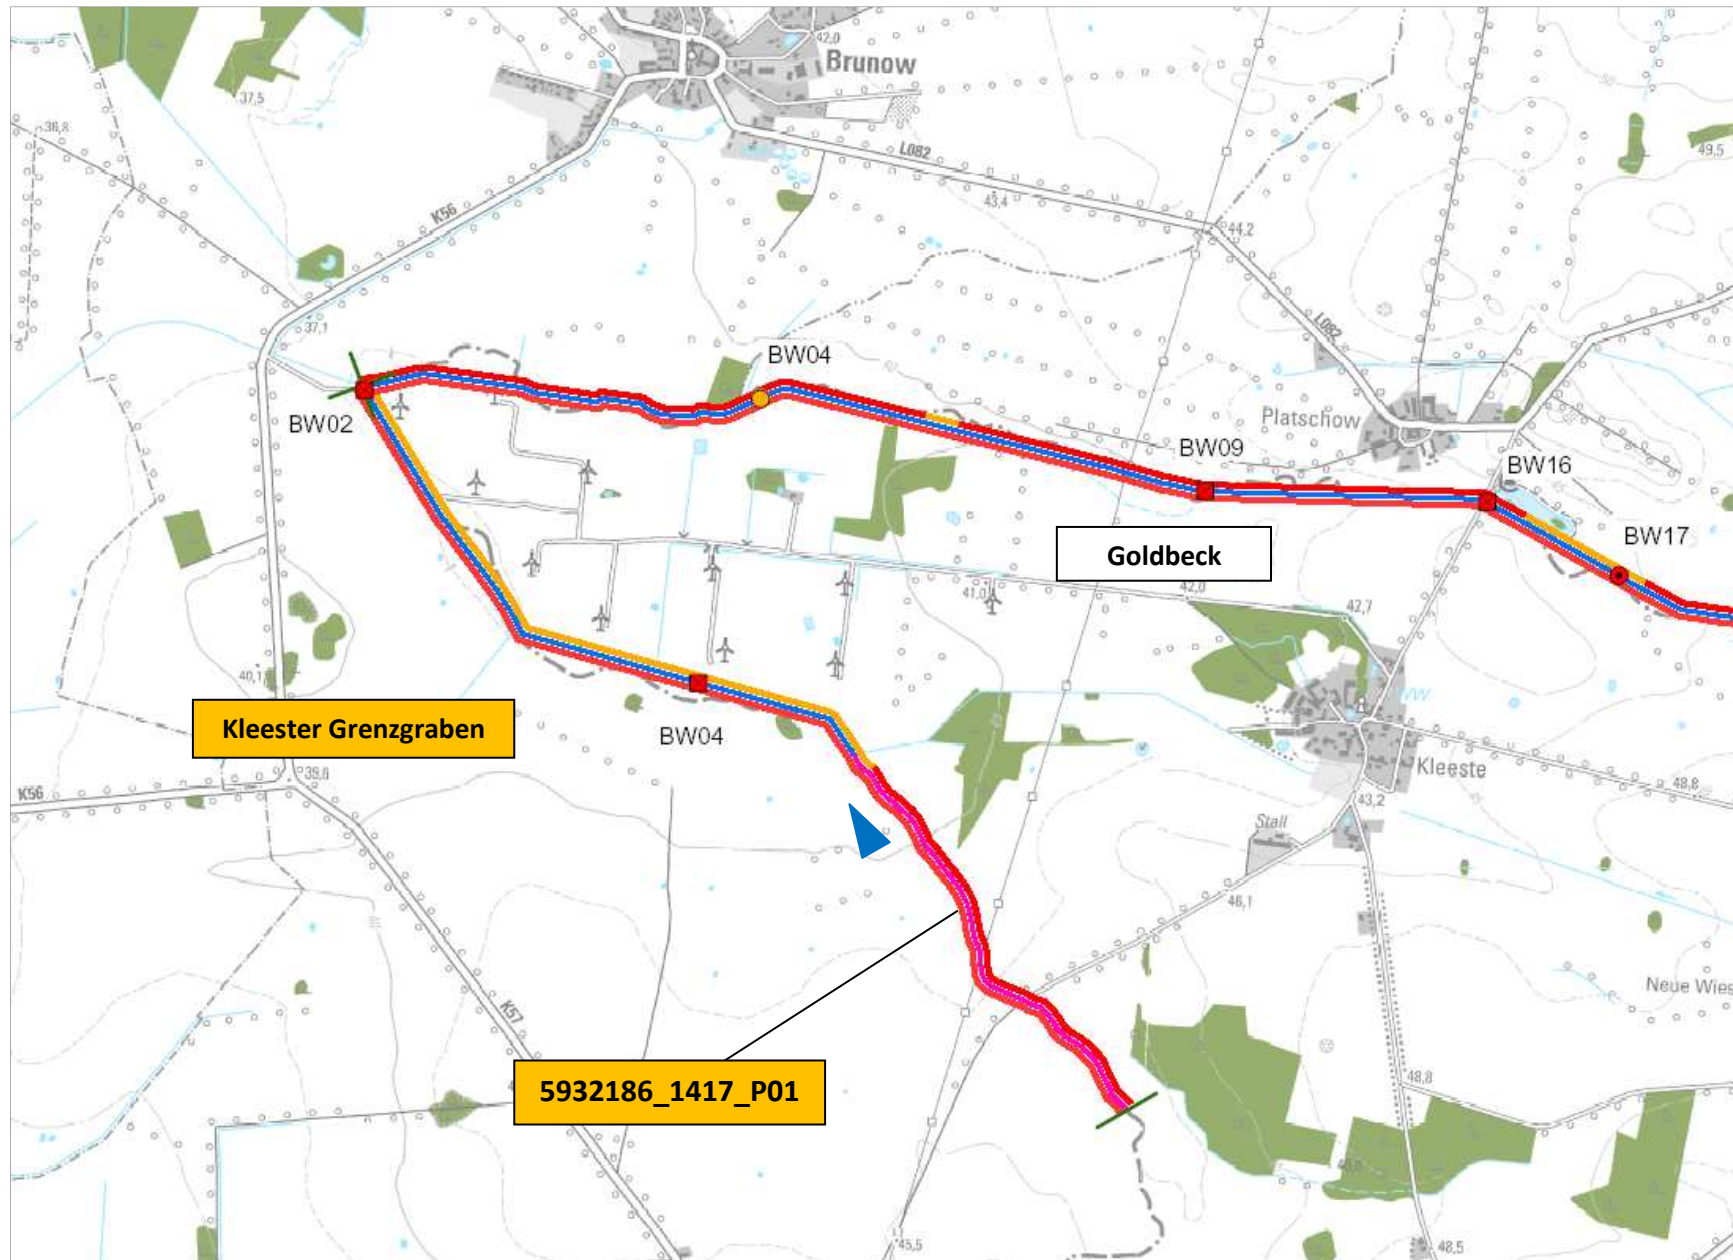 42,0
Brunow
37,5
36,8
L082
49,5
K56
43,4
44,2
37,1
L082
BW04
BW02
Platschow
BW09
BW16
BW17
Goldbeck
41,0
42,0
42,7
40,1
Kleester Grenzgraben
BW04
39,6
K56
Kleeste
48,8
43,2
Stall
46,1
Neue Wies
K57
5932186_1417_P01
48,8
45,5
48,5